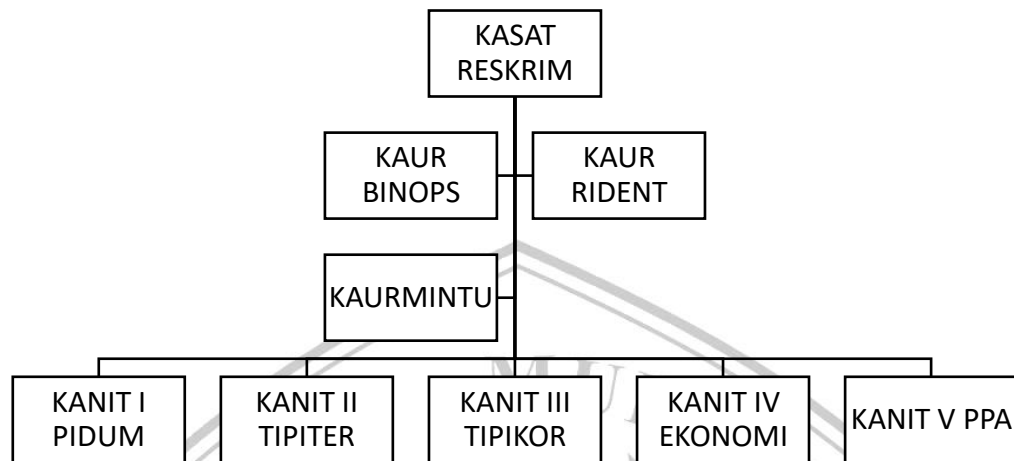 KASAT
RESKRIM
KAUR
BINOPS
KAUR
RIDENT
KAURMINTU
KANIT I
PIDUM
KANIT II
TIPITER
KANIT III
TIPIKOR
KANIT IV
EKONOMI
KANIT V PPA